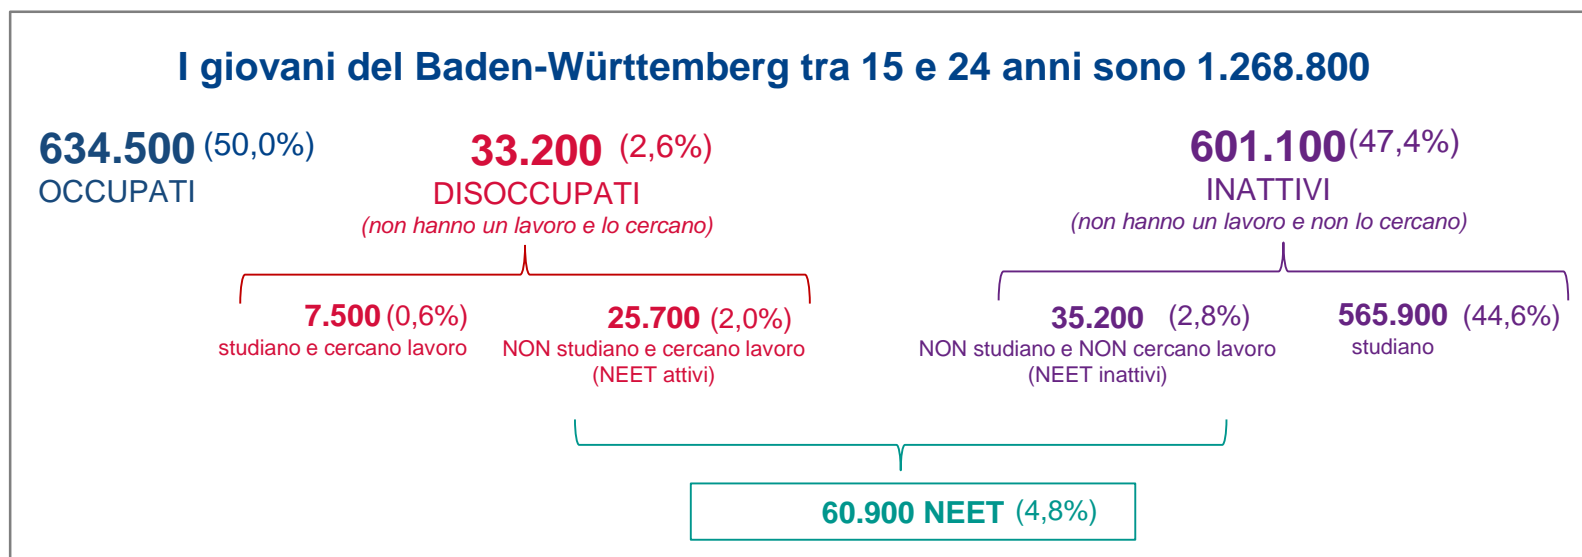 I giovani del Baden-Württemberg tra 15 e 24 anni sono 1.268.800
634.500 (50,0%)
OCCUPATI
33.200 (2,6%)
DISOCCUPATI
(non hanno un lavoro e lo cercano)
601.100 (47,4%)
INATTIVI
(non hanno un lavoro e non lo cercano)
7.500 (0,6%)
studiano e cercano lavoro
25.700 (2,0%)
NON studiano e cercano lavoro
(NEET attivi)
35.200 (2,8%)
NON studiano e NON cercano lavoro
(NEET inattivi)
565.900 (44,6%)
studiano
60.900 NEET (4,8%)